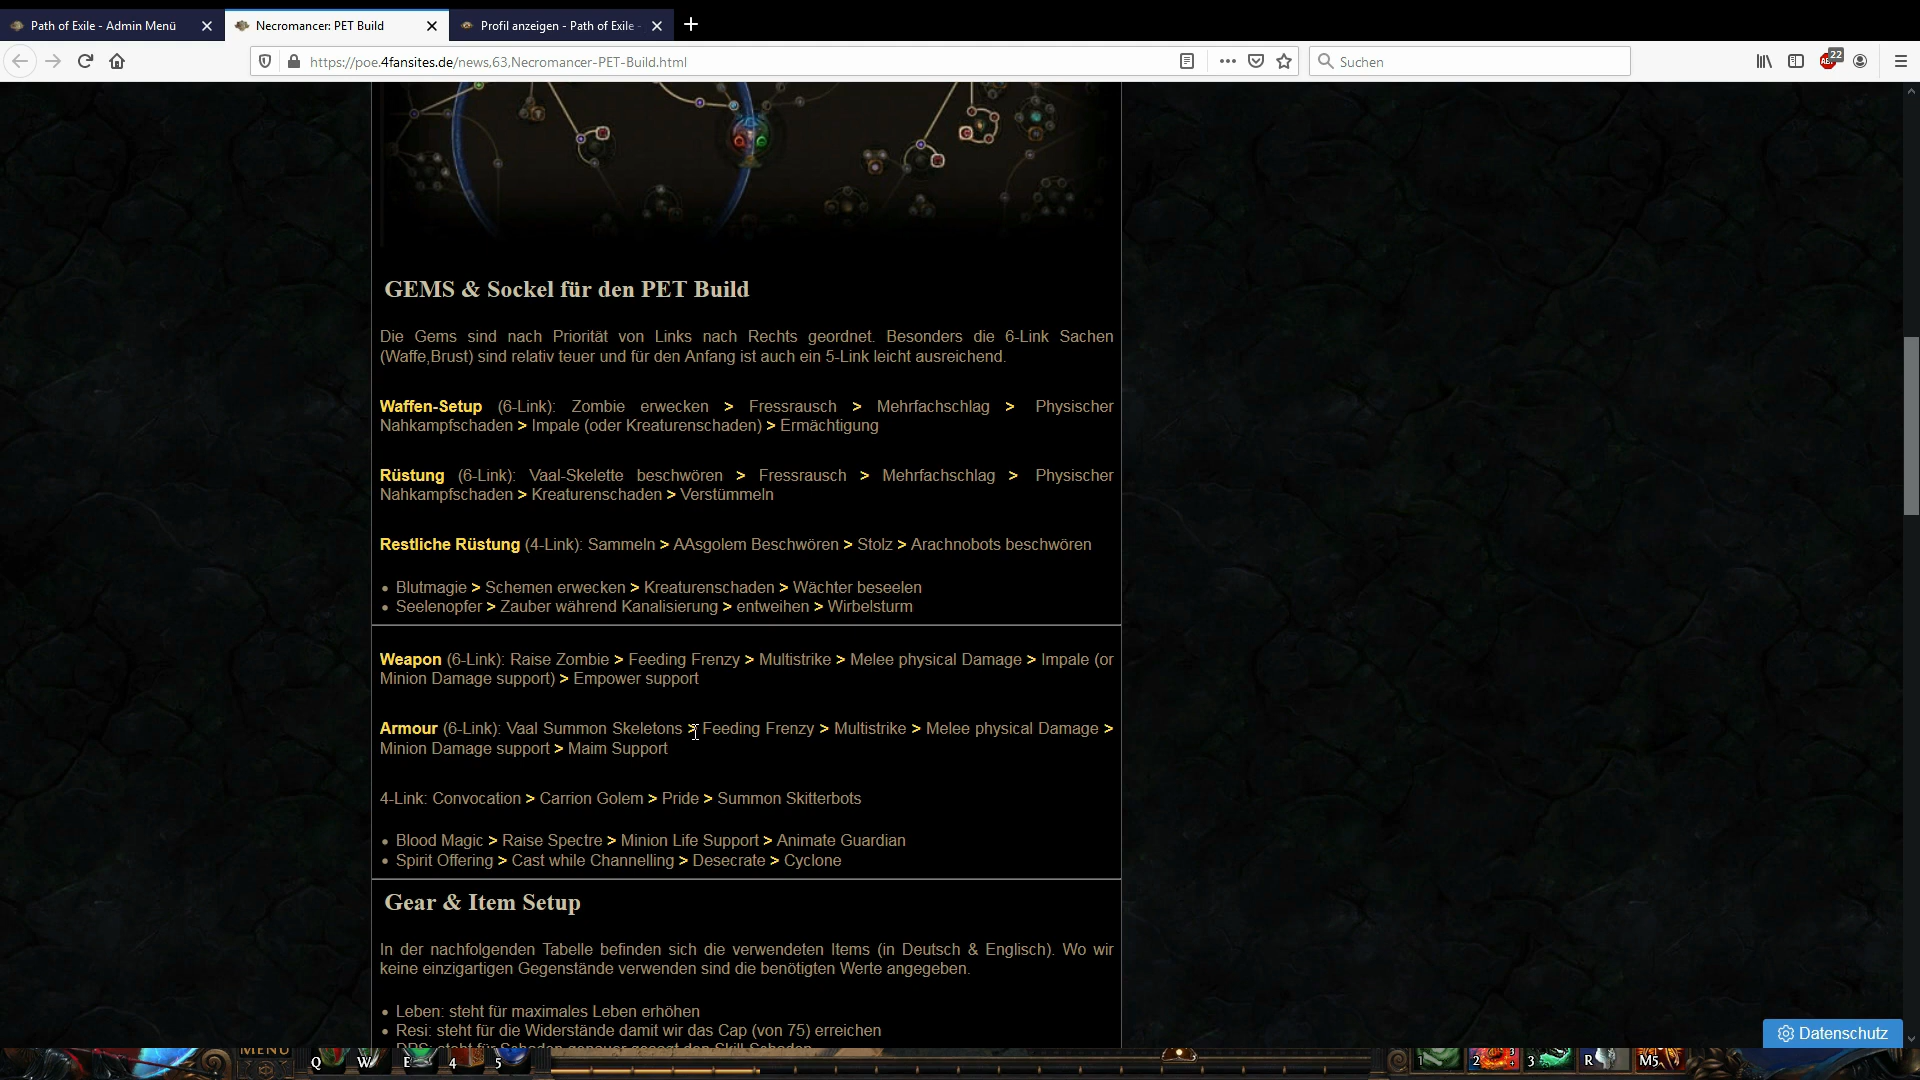 Path of Exile - Admin Menü
Necromancer: PET Build
Profil anzeigen - Path of Exile -
https://poe.4fansites.de/news,63,Necromancer-PET-Build.html
Suchen
22
GEMS & Sockel für den PET Build
Die Gems sind nach Priorität von Links nach Rechts geordnet. Besonders die 6-Link Sachen
(Waffe,Brust) sind relativ teuer und für den Anfang ist auch ein 5-Link leicht ausreichend.
Waffen-Setup (6-Link): Zombie erwecken > Fressrausch > Mehrfachschlag > Physischer
Nahkampfschaden > Impale (oder Kreaturenschaden) > Ermächtigung
Rüstung (6-Link): Vaal-Skelette beschwören > Fressrausch > Mehrfachschlag > Physischer
Nahkampfschaden > Kreaturenschaden > Verstümmeln
Restliche Rüstung (4-Link): Sammeln > AAsgolem Beschwören > Stolz > Arachnobots beschwören
• Blutmagie > Schemen erwecken > Kreaturenschaden > Wächter beseelen
• Seelenopfer > Zauber während Kanalisierung > entweihen > Wirbelsturm
Weapon (6-Link): Raise Zombie > Feeding Frenzy > Multistrike > Melee physical Damage > Impale (or
Minion Damage support) > Empower support
Armour (6-Link): Vaal Summon Skeletons > Feeding Frenzy > Multistrike > Melee physical Damage >
Minion Damage support > Maim Support
4-Link: Convocation > Carrion Golem > Pride > Summon Skitterbots
• Blood Magic > Raise Spectre > Minion Life Support > Animate Guardian
• Spirit Offering > Cast while Channelling > Desecrate > Cyclone
Gear & Item Setup
In der nachfolgenden Tabelle befinden sich die verwendeten Items (in Deutsch & Englisch). Wo wir
keine einzigartigen Gegenstände verwenden sind die benötigten Werte angegeben.
• Leben: steht für maximales Leben erhöhen
• Resi: steht für die Widerstände damit wir das Cap (von 75) erreichen
DPS: steht für Schaden genauer gesagt den Skill Schaden
Datenschutz
MENU
Q W E 4 5
1 2 3 R M5